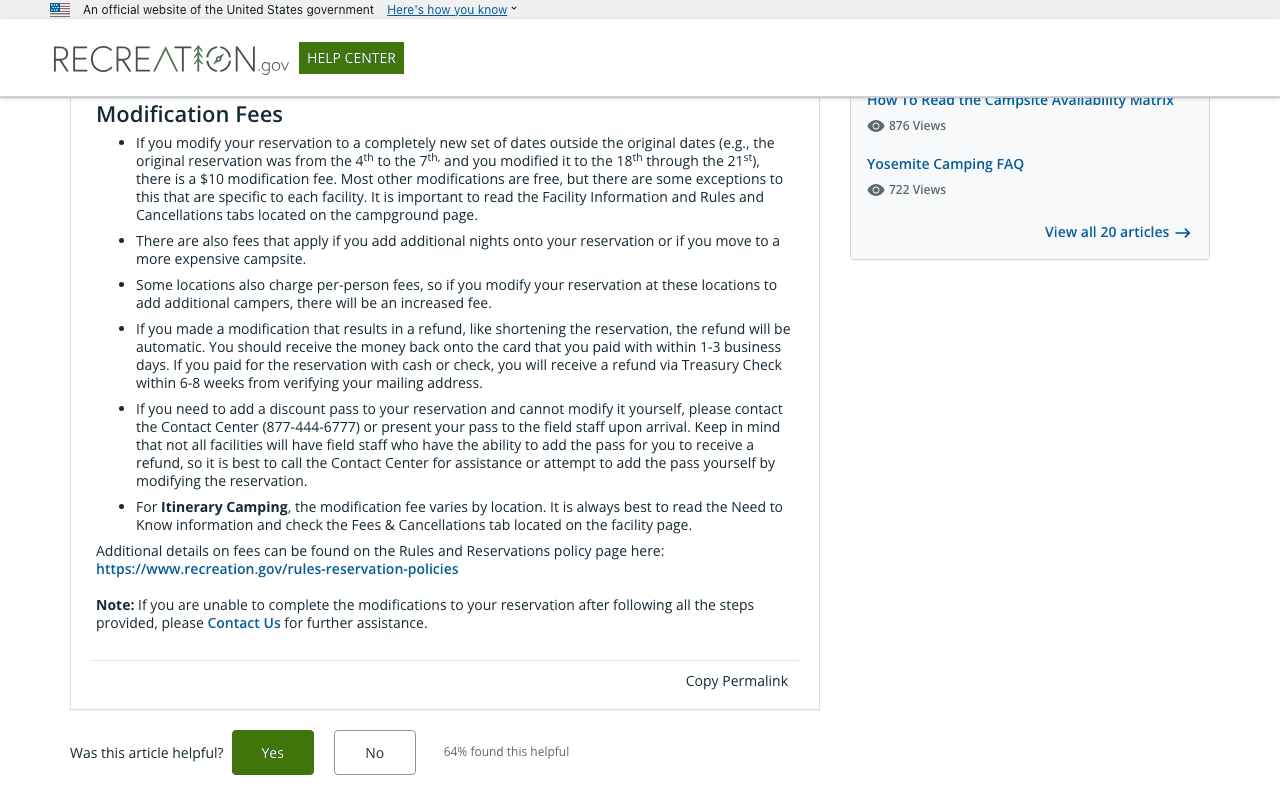 An official website of the United States government Here's how you know
RECREATION.gov HELP CENTER
Modification Fees
If you modify your reservation to a completely new set of dates outside the original dates (e.g., the
original reservation was from the 4th to the 7th, and you modified it to the 18th through the 21st),
there is a $10 modification fee. Most other modifications are free, but there are some exceptions to
this that are specific to each facility. It is important to read the Facility Information and Rules and
Cancellations tabs located on the campground page.
There are also fees that apply if you add additional nights onto your reservation or if you move to a
more expensive campsite.
Some locations also charge per-person fees, so if you modify your reservation at these locations to
add additional campers, there will be an increased fee.
If you made a modification that results in a refund, like shortening the reservation, the refund will be
automatic. You should receive the money back onto the card that you paid with within 1-3 business
days. If you paid for the reservation with cash or check, you will receive a refund via Treasury Check
within 6-8 weeks from verifying your mailing address.
If you need to add a discount pass to your reservation and cannot modify it yourself, please contact
the Contact Center (877-444-6777) or present your pass to the field staff upon arrival. Keep in mind
that not all facilities will have field staff who have the ability to add the pass for you to receive a
refund, so it is best to call the Contact Center for assistance or attempt to add the pass yourself by
modifying the reservation.
For Itinerary Camping, the modification fee varies by location. It is always best to read the Need to
Know information and check the Fees & Cancellations tab located on the facility page.
Additional details on fees can be found on the Rules and Reservations policy page here:
https://www.recreation.gov/rules-reservation-policies
Note: If you are unable to complete the modifications to your reservation after following all the steps
provided, please Contact Us for further assistance.
Copy Permalink
Was this article helpful? Yes No 64% found this helpful
How To Read the Campsite Availability Matrix
876 Views
Yosemite Camping FAQ
722 Views
View all 20 articles